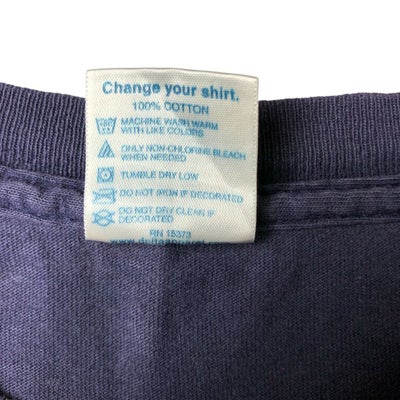 Change your shirt.
100% COTTON
MACHINE WASH WARM
WITH LIKE COLORS
ONLY NON-CHLORINE BLEACH
WHEN NEEDED
TUMBLE DRY LOW
DO NOT IRON IF DECORATED
DO NOT DRY CLEAN IF
DECORATED
RN 15373